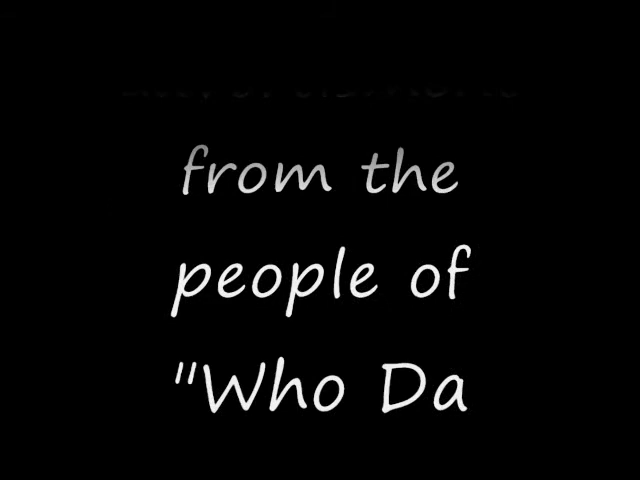 from the
people of
"Who Da